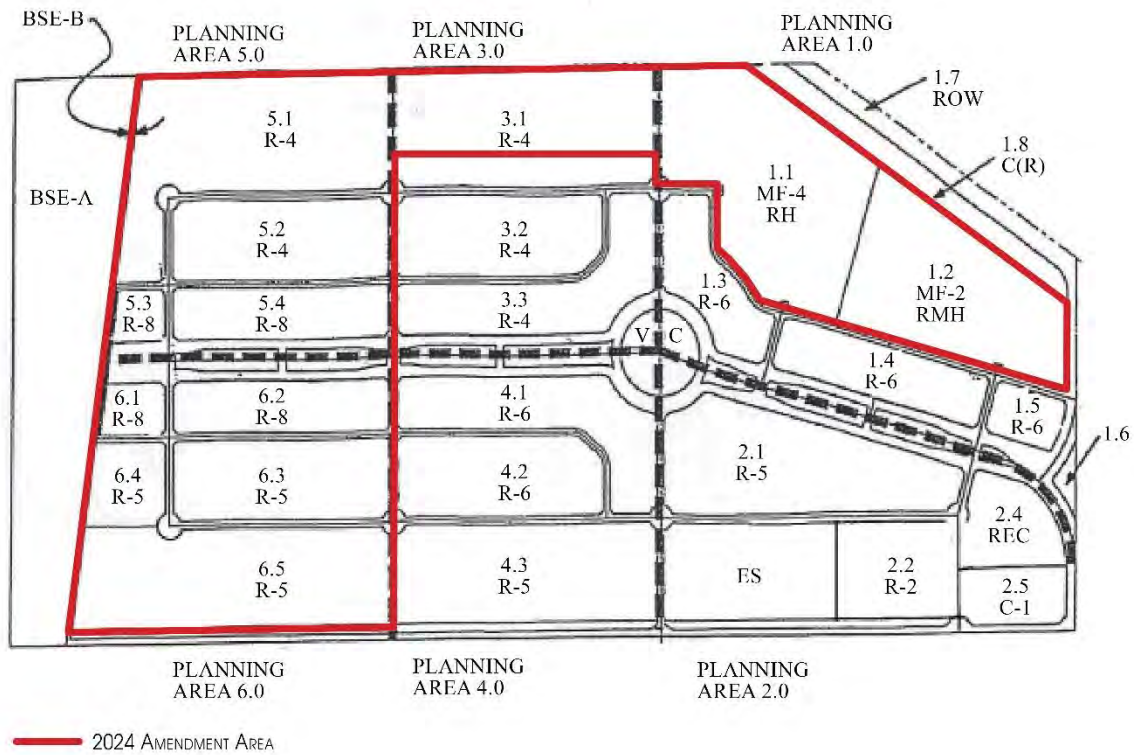 BSE-B
PLANNING
AREA 5.0
PLANNING
AREA 3.0
PLANNING
AREA 1.0
1.7
ROW
1.8
C(R)
5.1
R-4
3.1
R-4
1.1
MF-4
RH
BSE-A
5.2
R-4
3.2
R-4
1.2
MF-2
RMH
1.3
R-6
5.3
R-8
5.4
R-8
3.3
R-4
V C
1.4
R-6
6.1
R-8
6.2
R-8
4.1
R-6
1.5
R-6
1.6
6.4
R-5
6.3
R-5
4.2
R-6
2.1
R-5
2.4
REC
6.5
R-5
4.3
R-5
ES
2.2
R-2
2.5
C-1
PLANNING
AREA 6.0
PLANNING
AREA 4.0
PLANNING
AREA 2.0
2024 AMENDMENT AREA